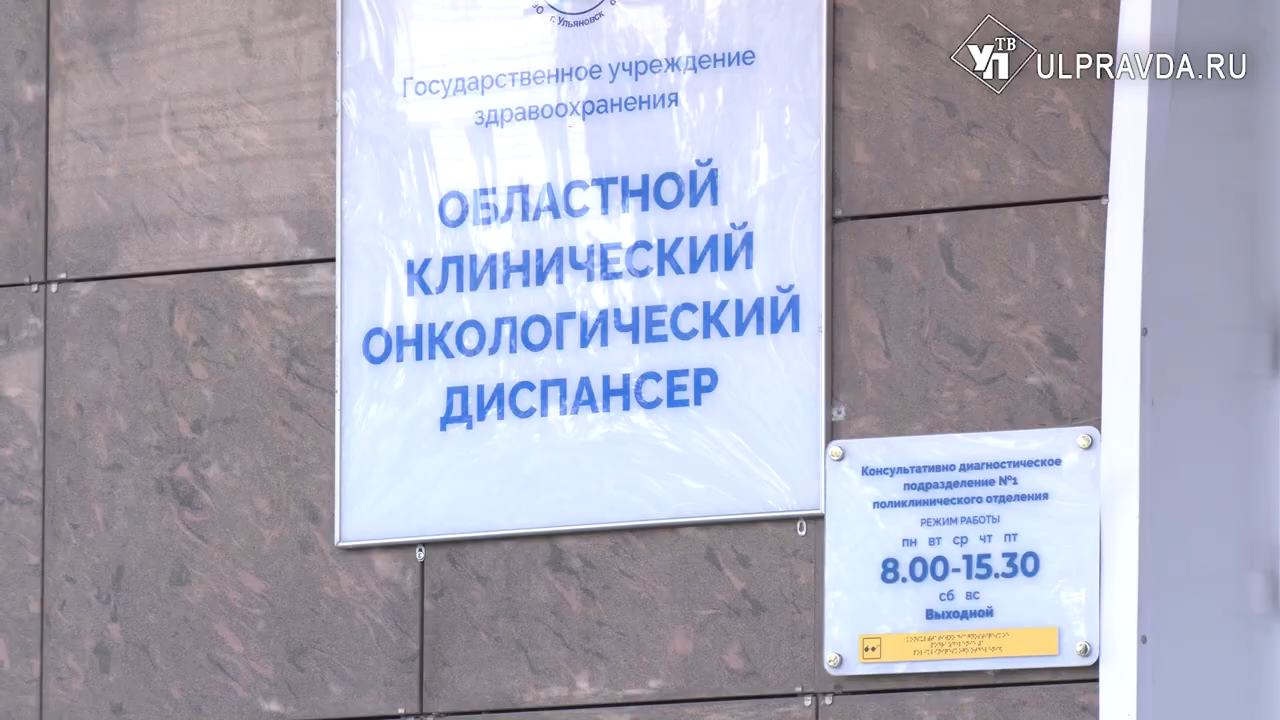 г. Ульяновск
Государственное учреждение
здравоохранения
ОБЛАСТНОЙ
КЛИНИЧЕСКИЙ
ОНКОЛОГИЧЕСКИЙ
ДИСПАНСЕР
УП ТВ ULPRAVDA.RU
Консультативно диагностическое
подразделение №1
поликлинического отделения
РЕЖИМ РАБОТЫ
пн вт ср чт пт
8.00-15.30
сб вс
Выходной